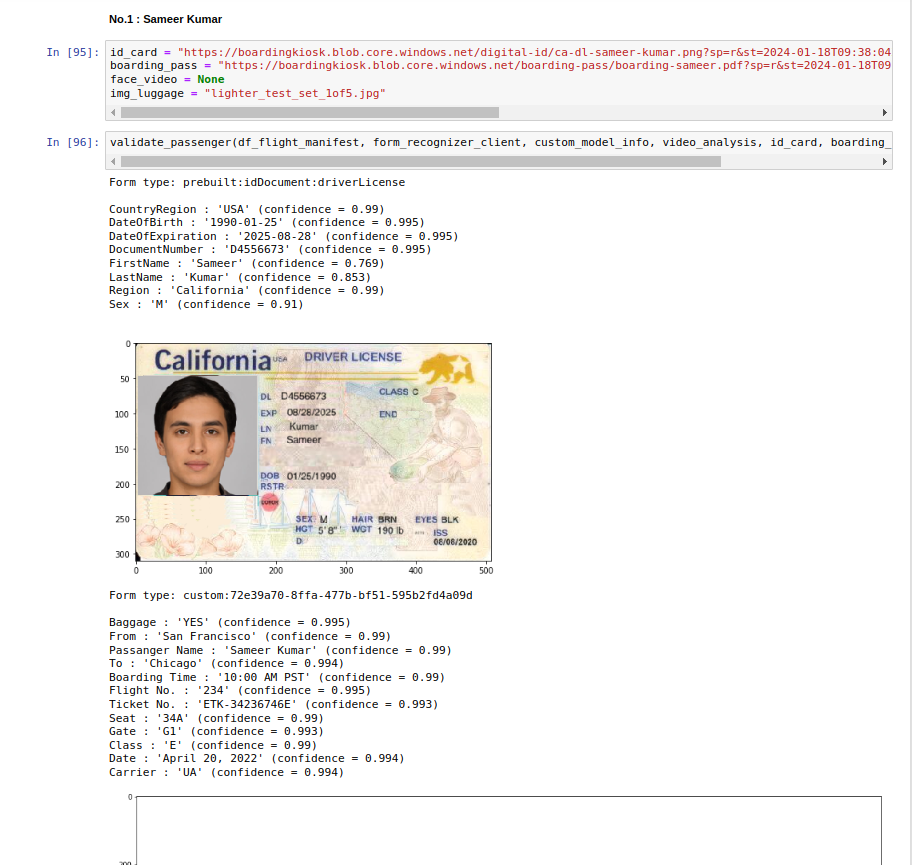 No.1 : Sameer Kumar
In [95]: id_card = "https://boardingkiosk.blob.core.windows.net/digital-id/ca-dl-sameer-kumar.png?sp=r&st=2024-01-18T09:38:04
boarding_pass = "https://boardingkiosk.blob.core.windows.net/boarding-pass/boarding-sameer.pdf?sp=r&st=2024-01-18T09
face_video = None
img_luggage = "lighter_test_set_1of5.jpg"
In [96]: validate_passenger(df_flight_manifest, form_recognizer_client, custom_model_info, video_analysis, id_card, boarding_
Form type: prebuilt:idDocument:driverLicense
CountryRegion : 'USA' (confidence = 0.99)
DateOfBirth : '1990-01-25' (confidence = 0.995)
DateOfExpiration : '2025-08-28' (confidence = 0.995)
DocumentNumber : 'D4556673' (confidence = 0.995)
FirstName : 'Sameer' (confidence = 0.769)
LastName : 'Kumar' (confidence = 0.853)
Region : 'California' (confidence = 0.99)
Sex : 'M' (confidence = 0.91)
0
50
100
150
200
250
300
California USA DRIVER LICENSE
DL D4556673 CLASS C
EXP 08/28/2025 END
LN Kumar
FN Sameer
DOB 01/25/1990
RSTR
DONOR
SEX M HAIR BRN EYES BLK
HGT 5'8" WGT 190 lb ISS
D 08/08/2020
0 100 200 300 400 500
Form type: custom:72e39a70-8ffa-477b-bf51-595b2fd4a09d
Baggage : 'YES' (confidence = 0.995)
From : 'San Francisco' (confidence = 0.99)
Passanger Name : 'Sameer Kumar' (confidence = 0.99)
To : 'Chicago' (confidence = 0.994)
Boarding Time : '10:00 AM PST' (confidence = 0.99)
Flight No. : '234' (confidence = 0.995)
Ticket No. : 'ETK-34236746E' (confidence = 0.993)
Seat : '34A' (confidence = 0.99)
Gate : 'G1' (confidence = 0.993)
Class : 'E' (confidence = 0.99)
Date : 'April 20, 2022' (confidence = 0.994)
Carrier : 'UA' (confidence = 0.994)
0